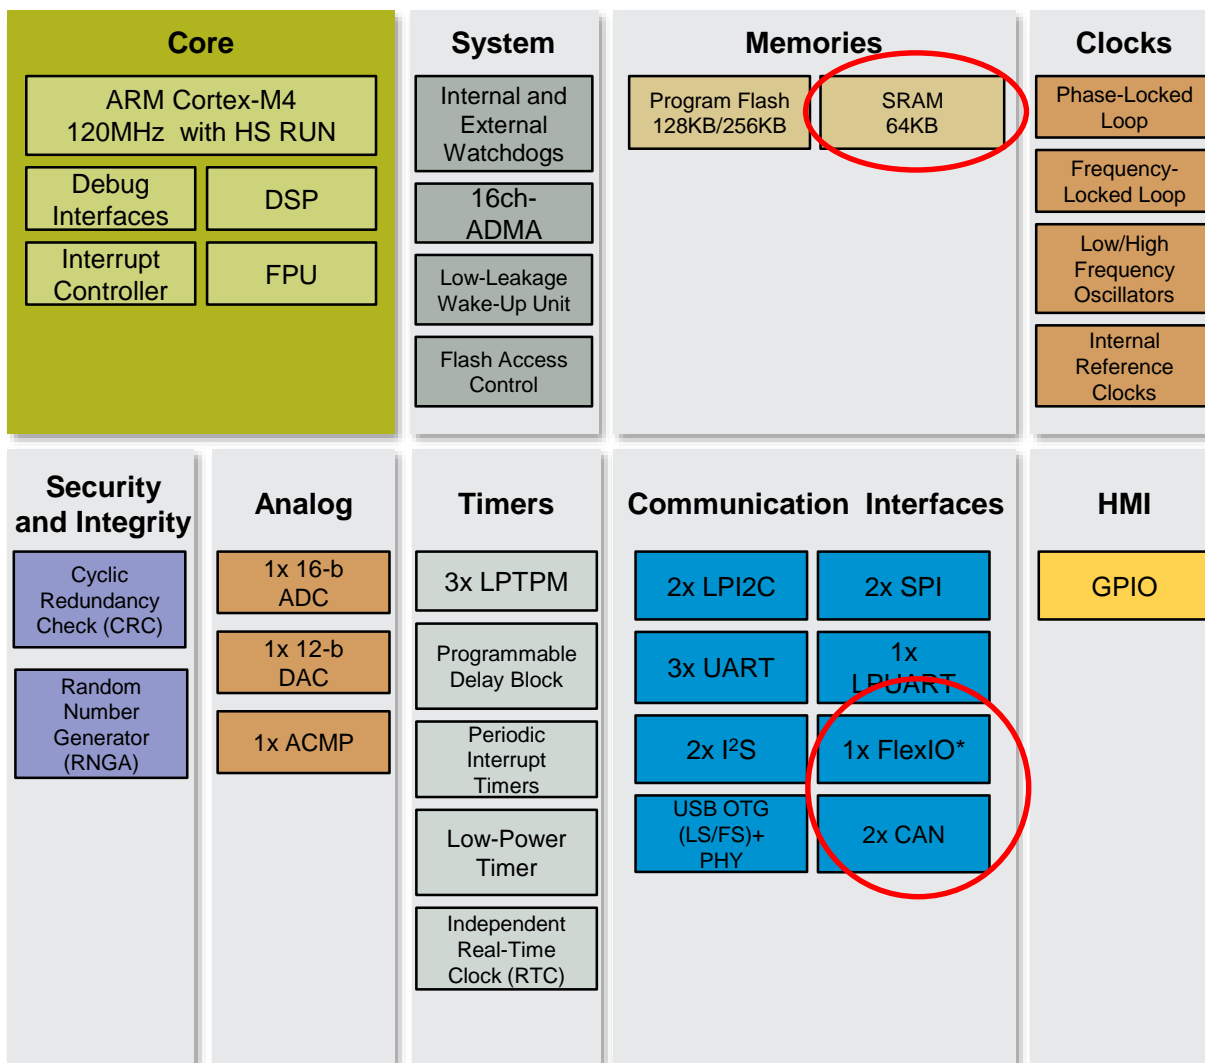 Core
ARM Cortex-M4
120MHz with HS RUN
Debug
Interfaces
DSP
Interrupt
Controller
FPU
System
Internal and
External
Watchdogs
16ch-
ADMA
Low-Leakage
Wake-Up Unit
Flash Access
Control
Memories
Program Flash
128KB/256KB
SRAM
64KB
Clocks
Phase-Locked
Loop
Frequency-
Locked Loop
Low/High
Frequency
Oscillators
Internal
Reference
Clocks
Security
and Integrity
Cyclic
Redundancy
Check (CRC)
Random
Number
Generator
(RNGA)
Analog
1x 16-b
ADC
1x 12-b
DAC
1x ACMP
Timers
3x LPTPM
Programmable
Delay Block
Periodic
Interrupt
Timers
Low-Power
Timer
Independent
Real-Time
Clock (RTC)
Communication Interfaces
2x LPI2C
2x SPI
3x UART
1x
LPUART
2x I²S
1x FlexIO*
USB OTG
(LS/FS)+
PHY
2x CAN
HMI
GPIO